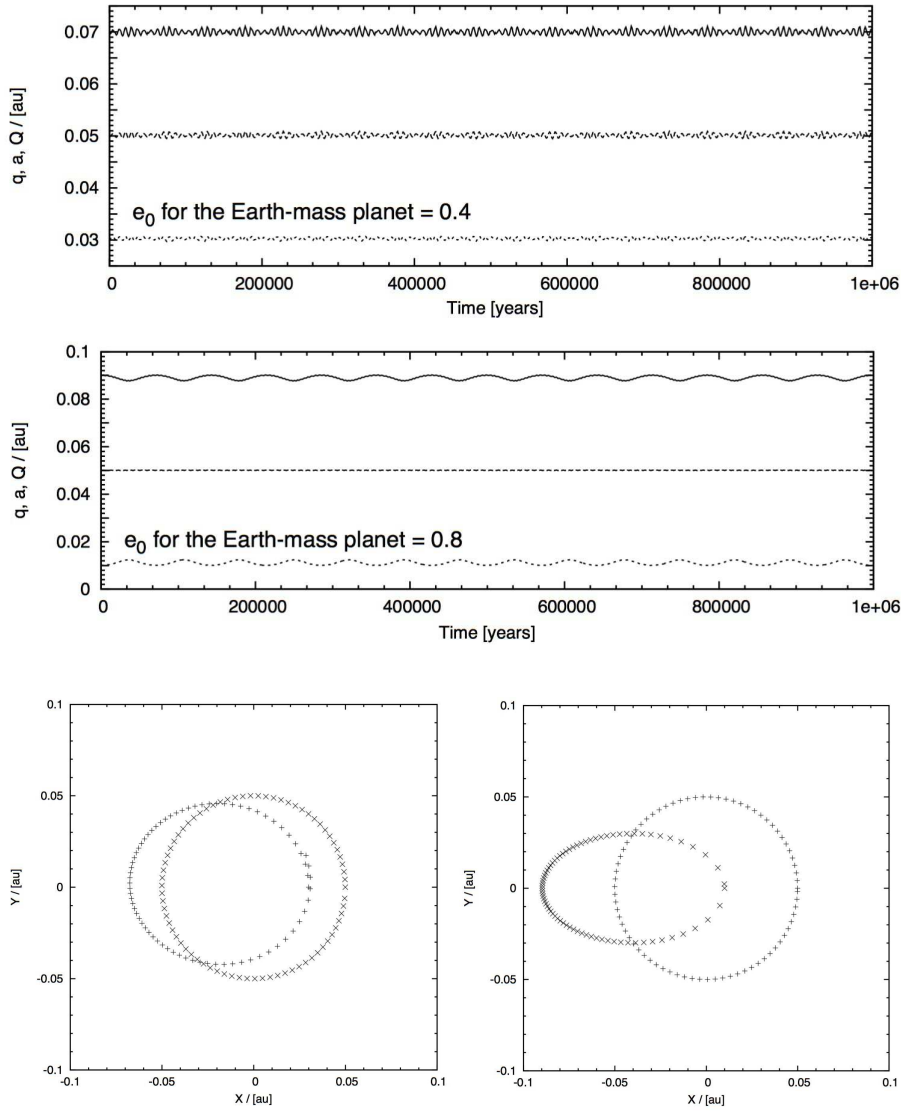 0.07
0.06
0.05
0.04
0.03
q, a, Q / [au]
e0 for the Earth-mass planet = 0.4
0 200000 400000 600000 800000 1e+06
Time [years]
0.1
0.08
0.06
0.04
0.02
0
q, a, Q / [au]
e0 for the Earth-mass planet = 0.8
0 200000 400000 600000 800000 1e+06
Time [years]
0.1
0.05
0
-0.05
-0.1
Y / [au]
-0.1 -0.05 0 0.05 0.1
X / [au]
0.1
0.05
0
-0.05
-0.1
Y / [au]
-0.1 -0.05 0 0.05 0.1
X / [au]